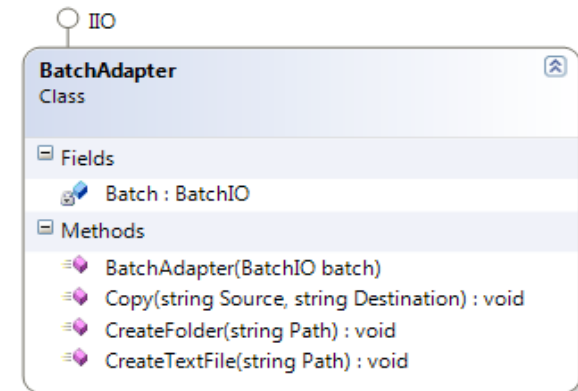 IIO
BatchAdapter
Class
Fields
Batch : BatchIO
Methods
BatchAdapter(BatchIO batch)
Copy(string Source, string Destination) : void
CreateFolder(string Path) : void
CreateTextFile(string Path) : void